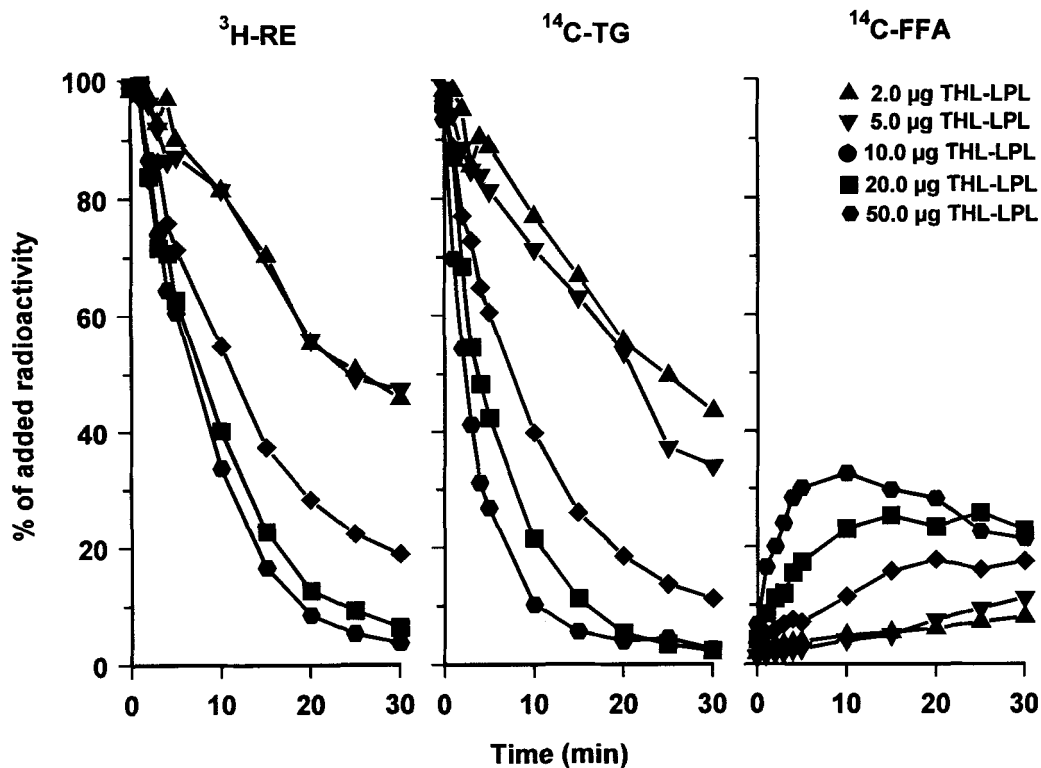 ³H-RE
¹⁴C-TG
¹⁴C-FFA
% of added radioactivity
100
80
60
40
20
0
▲ 2.0 µg THL-LPL
▼ 5.0 µg THL-LPL
● 10.0 µg THL-LPL
■ 20.0 µg THL-LPL
⬢ 50.0 µg THL-LPL
0 10 20 30
0 10 20 30
0 10 20 30
Time (min)